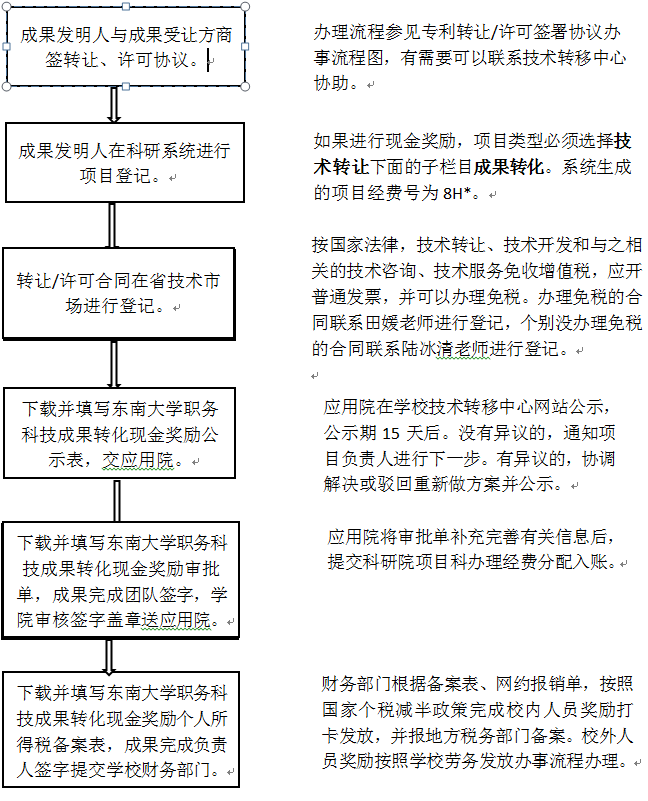 成果发明人与成果受让方商
签转让、许可协议。
办理流程参见专利转让/许可签署协议办
事流程图，有需要可以联系技术转移中心
协助。
成果发明人在科研系统进行
项目登记。
如果进行现金奖励，项目类型必须选择技
术转让下面的子栏目成果转化。系统生成
的项目经费号为 8H*。
转让/许可合同在省技术市
场进行登记。
按国家法律，技术转让、技术开发和与之相
关的技术咨询、技术服务免收增值税，应开
普通发票，并可以办理免税。办理免税的合
同联系田媛老师进行登记，个别没办理免税
的合同联系陆冰清老师进行登记。
下载并填写东南大学职务
科技成果转化现金奖励公
示表，交应用院。
应用院在学校技术转移中心网站公示，
公示期 15 天后。没有异议的，通知项
目负责人进行下一步。有异议的，协调
解决或驳回重新做方案并公示。
下载并填写东南大学职务科
技成果转化现金奖励审批
单，成果完成团队签字，学
院审核签字盖章送应用院。
应用院将审批单补充完善有关信息后，
提交科研院项目科办理经费分配入账。
下载并填写东南大学职务科
技成果转化现金奖励个人所
得税备案表，成果完成负责
人签字提交学校财务部门。
财务部门根据备案表、网约报销单，按照
国家个税减半政策完成校内人员奖励打
卡发放，并报地方税务部门备案。校外人
员奖励按照学校劳务发放办事流程办理。